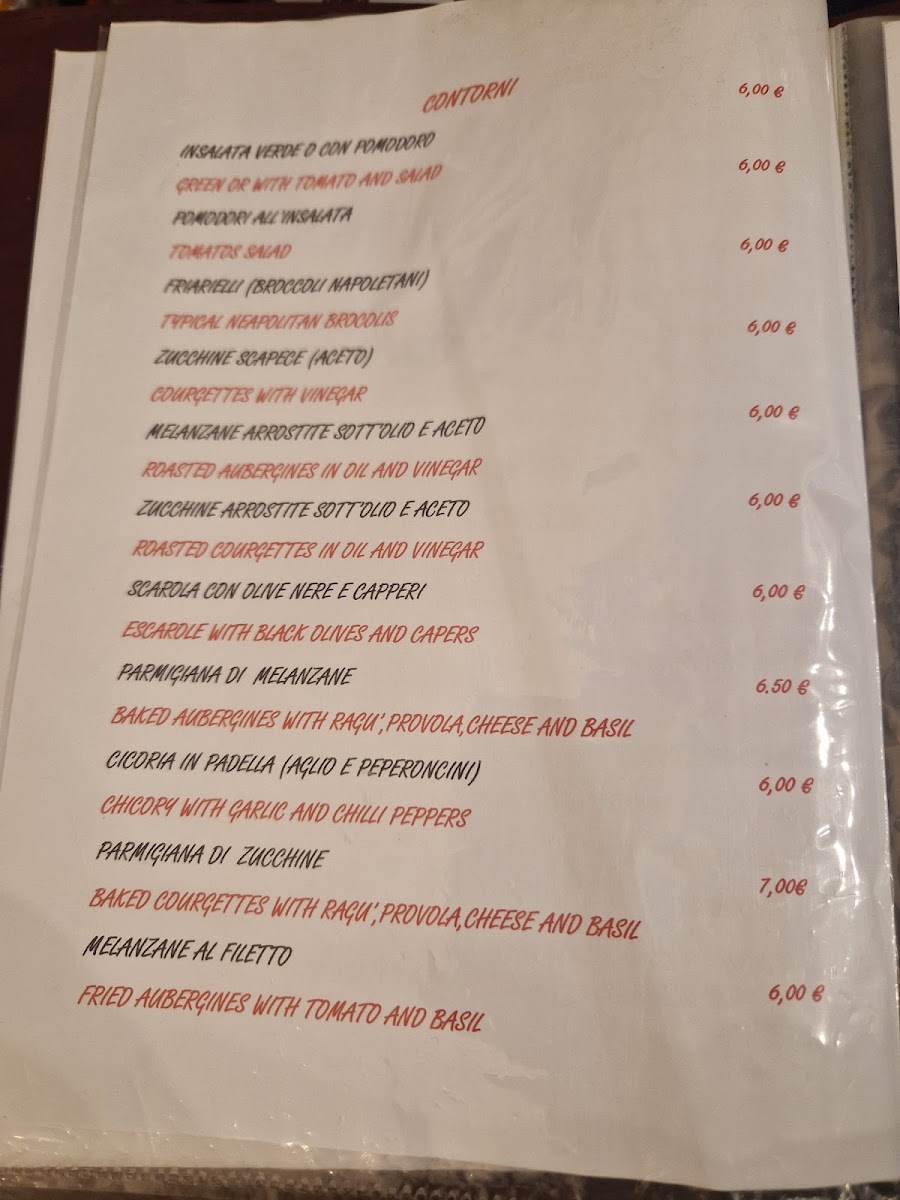 CONTORNI
6,00 €
INSALATA VERDE O CON POMODORO
GREEN OR WITH TOMATO AND SALAD
6,00 €
POMODORI ALL'INSALATA
TOMATOS SALAD
6,00 €
FRIARIELLI (BROCCOLI NAPOLETANI)
TYPICAL NEAPOLITAN BROCOLIS
6,00 €
ZUCCHINE SCAPECE (ACETO)
COURGETTES WITH VINEGAR
6,00 €
MELANZANE ARROSTITE SOTT'OLIO E ACETO
ROASTED AUBERGINES IN OIL AND VINEGAR
6,00 €
ZUCCHINE ARROSTITE SOTT'OLIO E ACETO
ROASTED COURGETTES IN OIL AND VINEGAR
6,00 €
SCAROLA CON OLIVE NERE E CAPPERI
ESCAROLE WITH BLACK OLIVES AND CAPERS
6.50 €
PARMIGIANA DI MELANZANE
BAKED AUBERGINES WITH RAGU',PROVOLA,CHEESE AND BASIL
6,00 €
CICORIA IN PADELLA (AGLIO E PEPERONCINI)
CHICORY WITH GARLIC AND CHILLI PEPPERS
7,00€
PARMIGIANA DI ZUCCHINE
BAKED COURGETTES WITH RAGU',PROVOLA,CHEESE AND BASIL
6,00 €
MELANZANE AL FILETTO
FRIED AUBERGINES WITH TOMATO AND BASIL